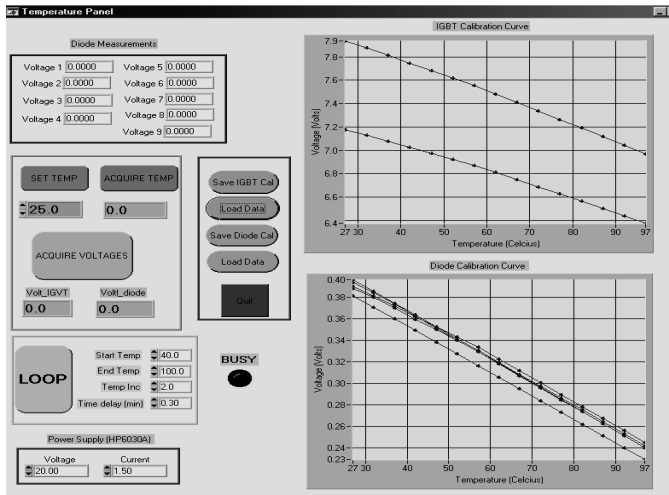 Temperature Panel
Diode Measurements
Voltage 1 0.0000 Voltage 5 0.0000
Voltage 2 0.0000 Voltage 6 0.0000
Voltage 3 0.0000 Voltage 7 0.0000
Voltage 4 0.0000 Voltage 8 0.0000
Voltage 9 0.0000
SET TEMP ACQUIRE TEMP
25.0 0.0
ACQUIRE VOLTAGES
Volt_IGVT Voltl_diode
0.0 0.0
Save IGBT Cal
Load Data
Save Diode Cal
Load Data
Quit
LOOP
Start Temp 40.0
End Temp 100.0
Temp Inc 2.0
Time delay (min) 0.30
BUSY
Power Supply (HP6030A)
Voltage Current
20.00 1.50
IGBT Calibration Curve
Voltage (Volts)
7.9
7.8
7.6
7.4
7.2
7.0
6.8
6.6
6.4
27 30 40 50 60 70 80 90 97
Temperature (Celcius)
Diode Calibration Curve
Voltage (Volts)
0.40
0.38
0.36
0.34
0.32
0.30
0.28
0.26
0.24
0.23
27 30 40 50 60 70 80 90 97
Temperature (Celcius)